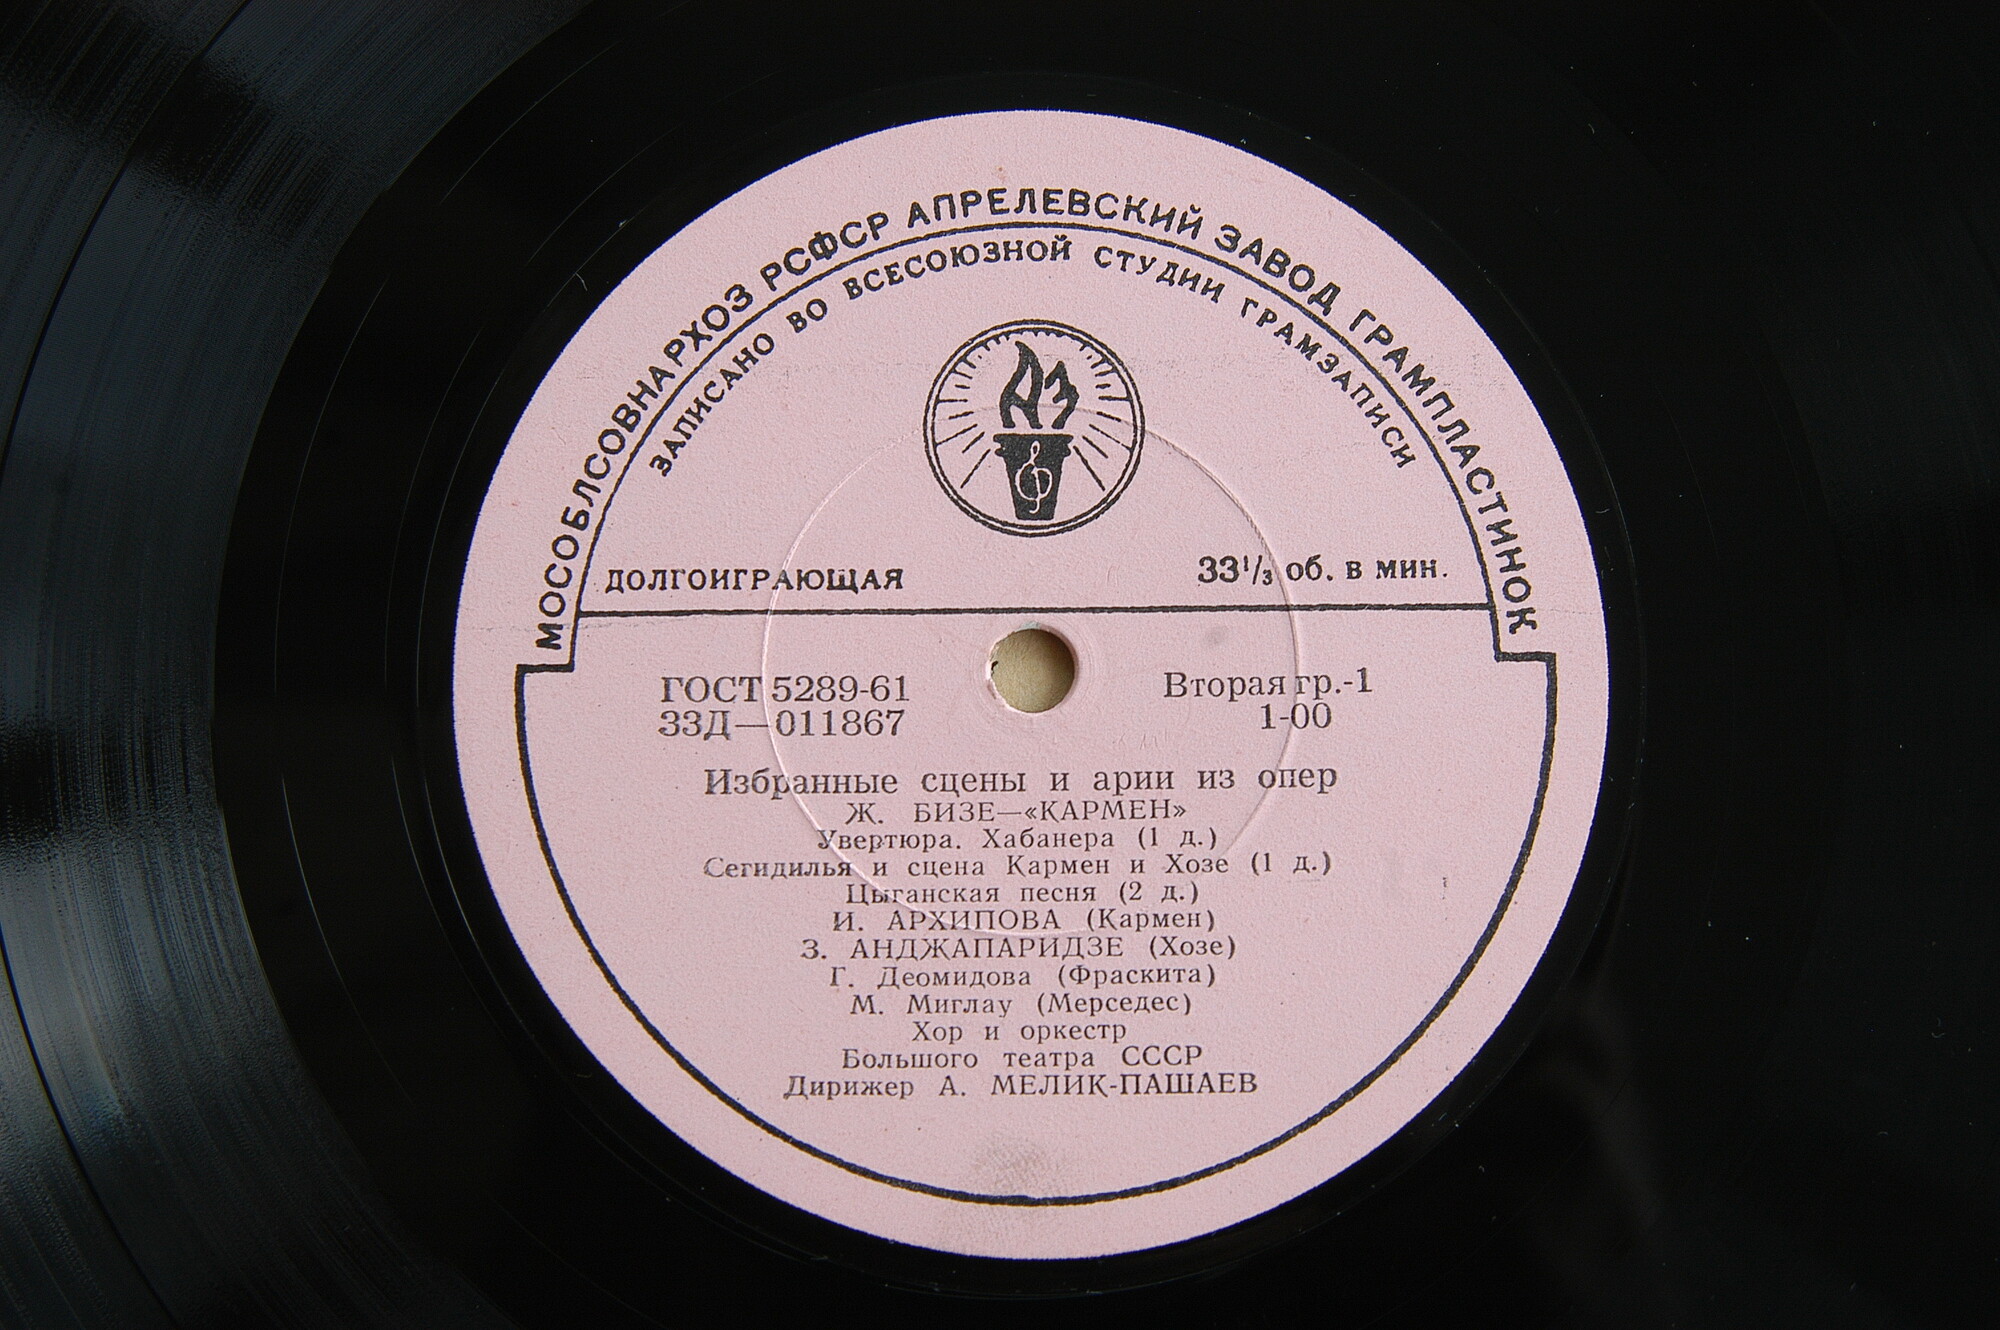 МОСОБЛСОВНАРХОЗ РСФСР АПРЕЛЕВСКИЙ ЗАВОД ГРАМПЛАСТИНОК
ЗАПИСАНО ВО ВСЕСОЮЗНОЙ СТУДИИ ГРАМЗАПИСИ
АЗ
ДОЛГОИГРАЮЩАЯ 33¹/₃ об. в мин.
ГОСТ 5289-61 Вторая гр.-1
33Д—011867 1-00
Избранные сцены и арии из опер
Ж. БИЗЕ—«КАРМЕН»
Увертюра. Хабанера (1 д.)
Сегидилья и сцена Кармен и Хозе (1 д.)
Цыганская песня (2 д.)
И. АРХИПОВА (Кармен)
З. АНДЖАПАРИДЗЕ (Хозе)
Г. Деомидова (Фраскита)
М. Миглау (Мерседес)
Хор и оркестр
Большого театра СССР
Дирижер А. МЕЛИК-ПАШАЕВ